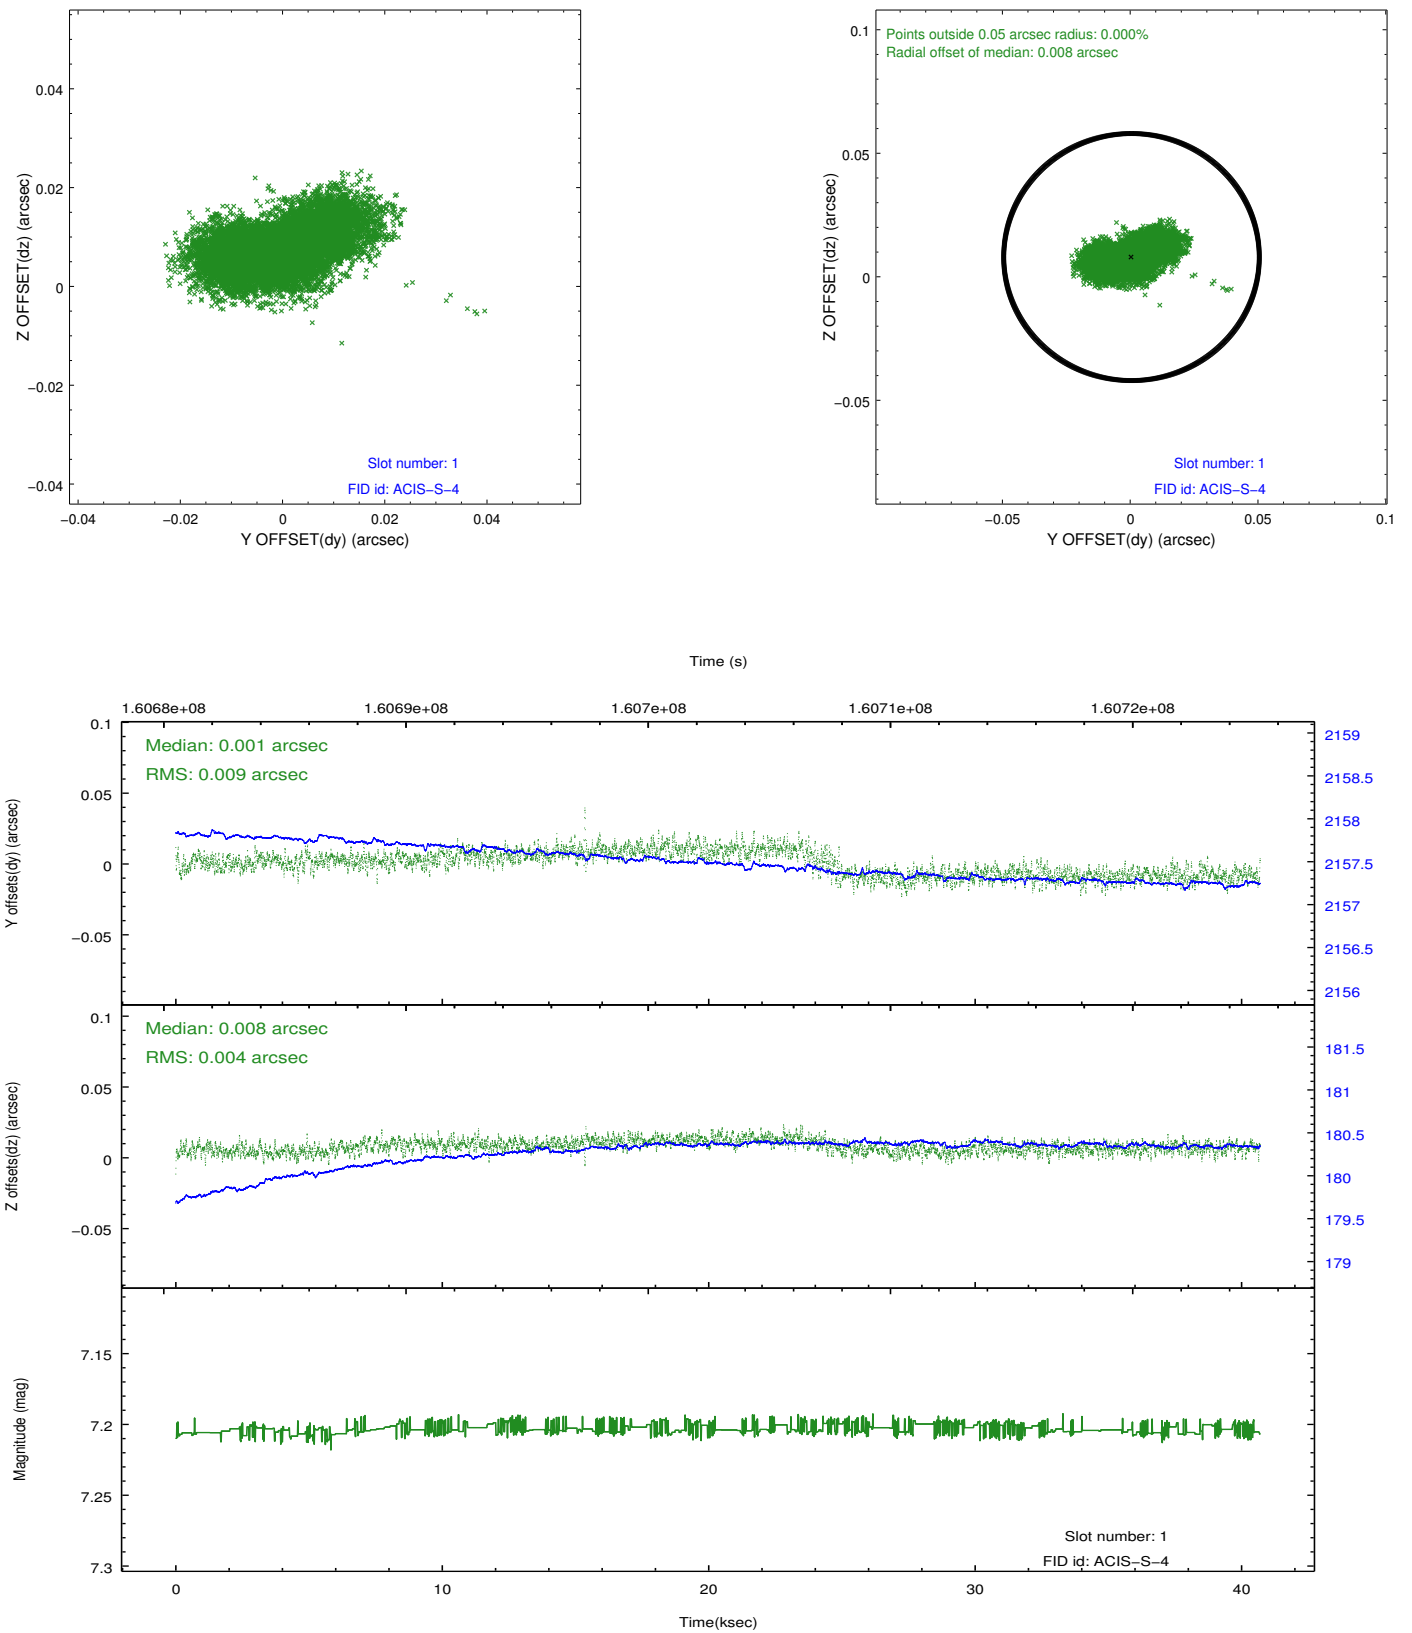 0.04
0.02
0
−0.02
−0.04
Z OFFSET(dz) (arcsec)
Slot number: 1
FID id: ACIS−S−4
−0.04
−0.02
0
0.02
0.04
Y OFFSET(dy) (arcsec)
Points outside 0.05 arcsec radius: 0.000%
Radial offset of median: 0.008 arcsec
0.1
0.05
0
−0.05
Z OFFSET(dz) (arcsec)
Slot number: 1
FID id: ACIS−S−4
−0.05
0
0.05
0.1
Y OFFSET(dy) (arcsec)
Time (s)
1.6068e+08
1.6069e+08
1.607e+08
1.6071e+08
1.6072e+08
Median: 0.001 arcsec
RMS: 0.009 arcsec
0.1
0.05
0
−0.05
Y offsets(dy) (arcsec)
2159
2158.5
2158
2157.5
2157
2156.5
2156
Median: 0.008 arcsec
RMS: 0.004 arcsec
0.1
0.05
0
−0.05
Z offsets(dz) (arcsec)
181.5
181
180.5
180
179.5
179
7.15
7.2
7.25
7.3
Magnitude (mag)
Slot number: 1
FID id: ACIS−S−4
0
10
20
30
40
Time(ksec)